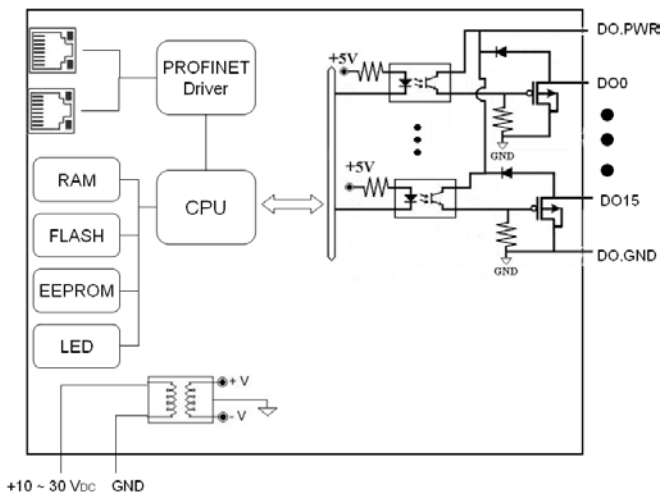 DO.PWR
PROFINET
Driver
+5V
DO0
GND
RAM
CPU
+5V
DO15
FLASH
DO.GND
GND
EEPROM
LED
+ V
- V
+10 ~ 30 VDC GND